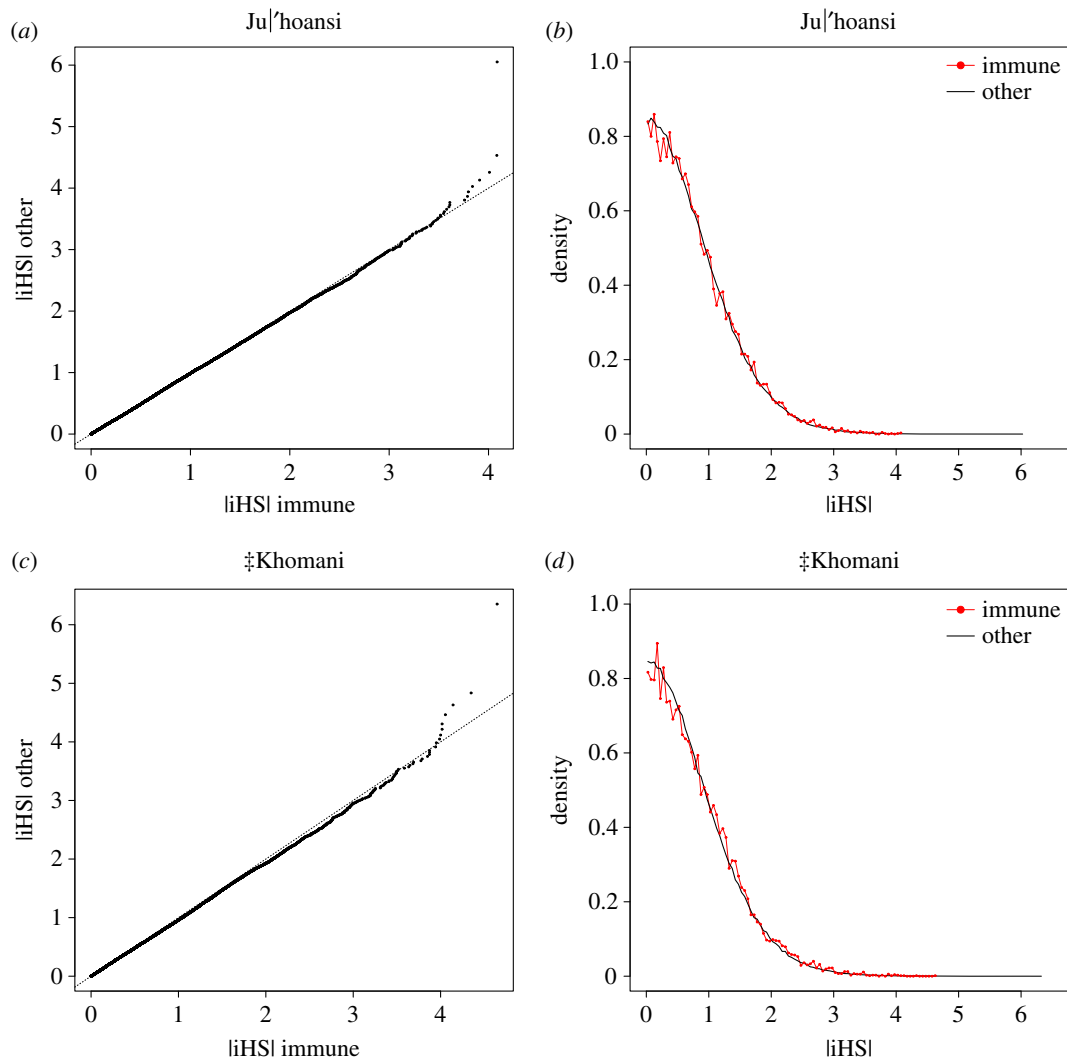 (a)
Ju|′hoansi
6
5
4
3
2
1
0
|iHS| other
0 1 2 3 4
|iHS| immune
(b)
Ju|′hoansi
1.0
0.8
0.6
0.4
0.2
0
density
immune
other
0 1 2 3 4 5 6
|iHS|
(c)
‡Khomani
6
5
4
3
2
1
0
|iHS| other
0 1 2 3 4
|iHS| immune
(d)
‡Khomani
1.0
0.8
0.6
0.4
0.2
0
density
immune
other
0 1 2 3 4 5 6
|iHS|